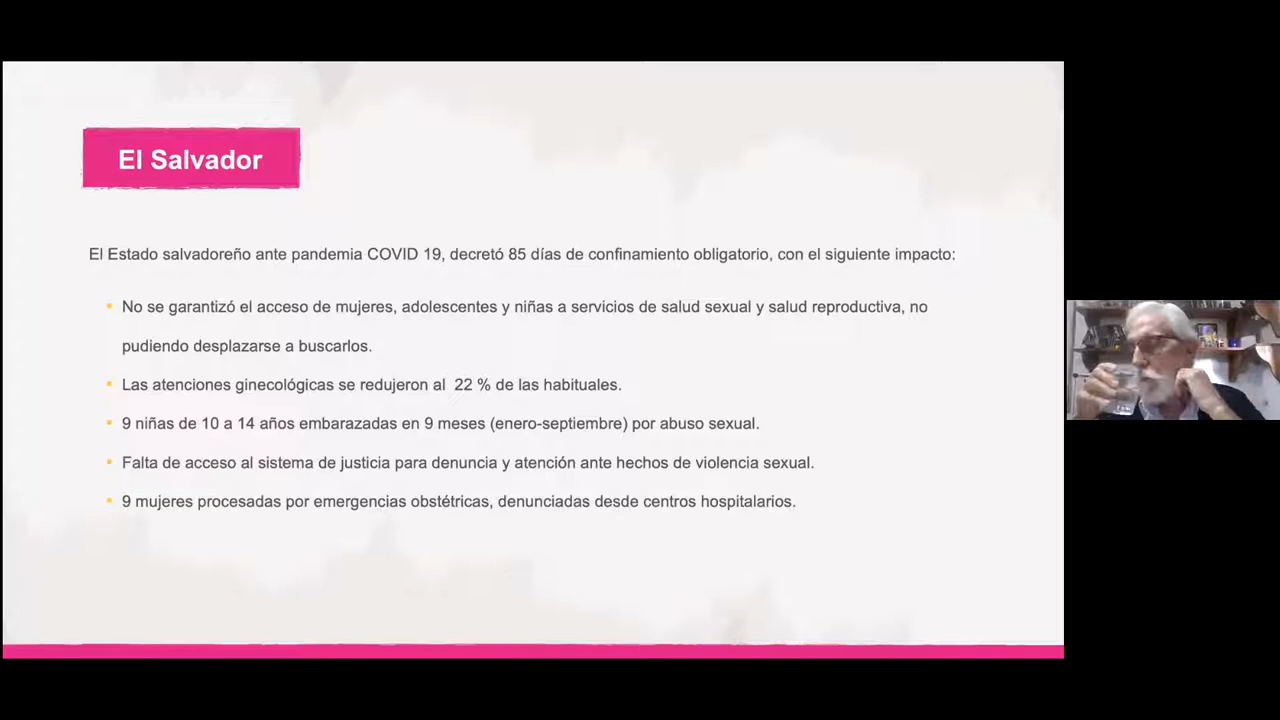 El Salvador
El Estado salvadoreño ante pandemia COVID 19, decretó 85 días de confinamiento obligatorio, con el siguiente impacto:
No se garantizó el acceso de mujeres, adolescentes y niñas a servicios de salud sexual y salud reproductiva, no
pudiendo desplazarse a buscarlos.
Las atenciones ginecológicas se redujeron al 22 % de las habituales.
9 niñas de 10 a 14 años embarazadas en 9 meses (enero-septiembre) por abuso sexual.
Falta de acceso al sistema de justicia para denuncia y atención ante hechos de violencia sexual.
9 mujeres procesadas por emergencias obstétricas, denunciadas desde centros hospitalarios.